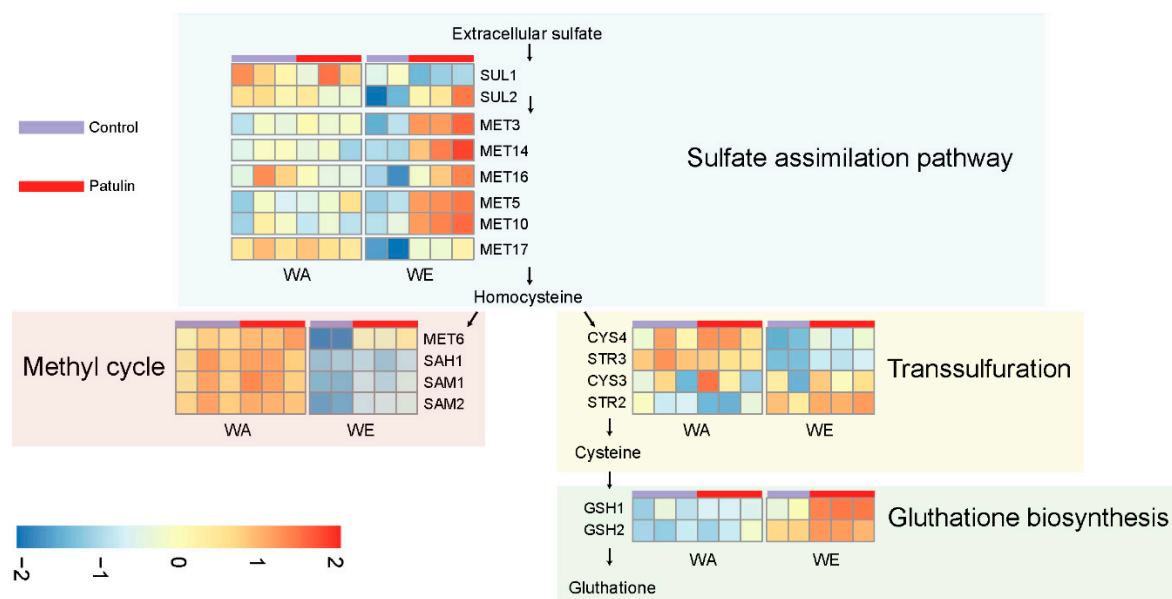 Extracellular sulfate
SUL1
SUL2
Control
MET3
MET14
Sulfate assimilation pathway
Patulin
MET16
MET5
MET10
MET17
WA
WE
Homocysteine
Methyl cycle
MET6
SAH1
SAM1
SAM2
WA
WE
CYS4
STR3
CYS3
STR2
Transsulfuration
WA
WE
Cysteine
GSH1
GSH2
Gluthatione biosynthesis
WA
WE
Gluthatione
-2
-1
0
1
2